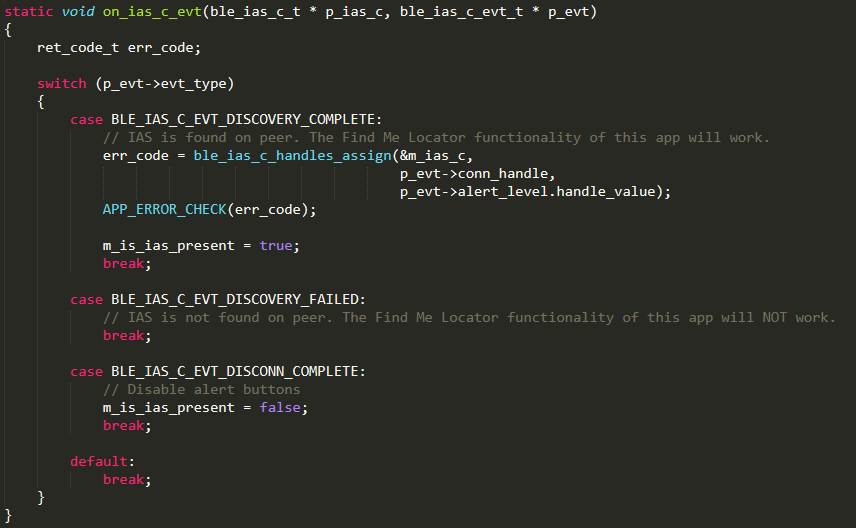 static void on_ias_c_evt(ble_ias_c_t * p_ias_c, ble_ias_c_evt_t * p_evt)
{
    ret_code_t err_code;

    switch (p_evt->evt_type)
    {
        case BLE_IAS_C_EVT_DISCOVERY_COMPLETE:
            // IAS is found on peer. The Find Me Locator functionality of this app will work.
            err_code = ble_ias_c_handles_assign(&m_ias_c,
                                                p_evt->conn_handle,
                                                p_evt->alert_level.handle_value);
            APP_ERROR_CHECK(err_code);

            m_is_ias_present = true;
            break;

        case BLE_IAS_C_EVT_DISCOVERY_FAILED:
            // IAS is not found on peer. The Find Me Locator functionality of this app will NOT work.
            break;

        case BLE_IAS_C_EVT_DISCONN_COMPLETE:
            // Disable alert buttons
            m_is_ias_present = false;
            break;

        default:
            break;
    }
}